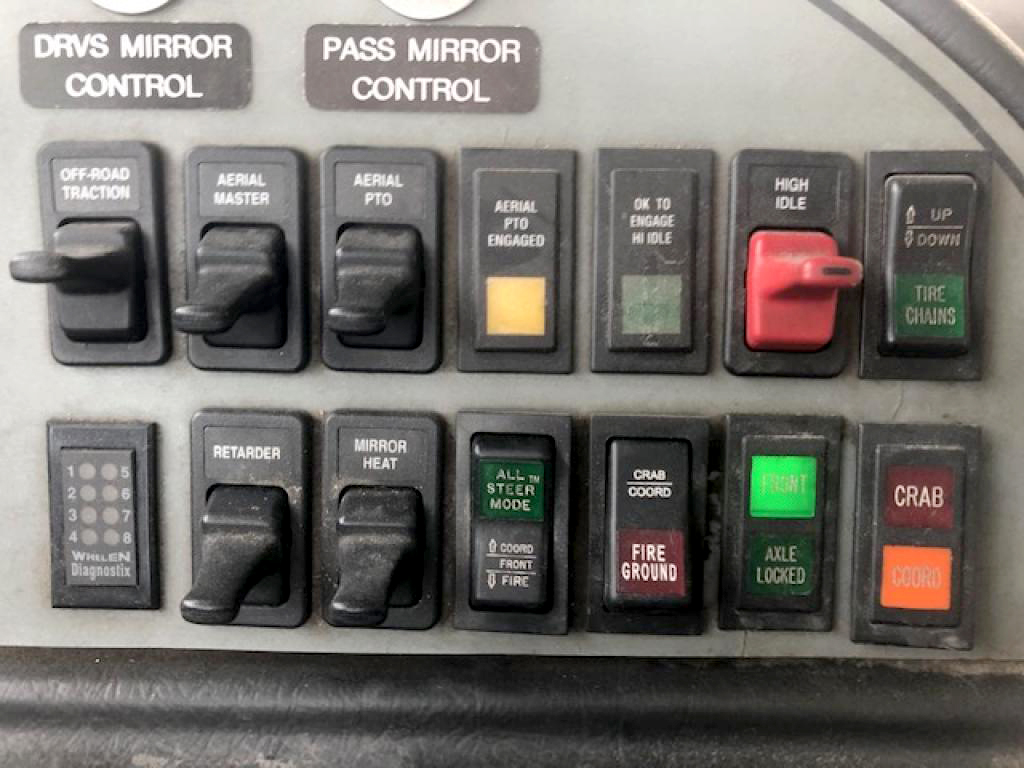 DRVS MIRROR
CONTROL
PASS MIRROR
CONTROL
OFF-ROAD
TRACTION
AERIAL
MASTER
AERIAL
PTO
AERIAL
PTO
ENGAGED
OK TO
ENGAGE
HI IDLE
HIGH
IDLE
UP
DOWN
TIRE
CHAINS
1 5
2 6
3 7
4 8
WHELEN
Diagnostix
RETARDER
MIRROR
HEAT
ALL™
STEER
MODE
COORD
FRONT
FIRE
CRAB
COORD
FIRE
GROUND
FRONT
AXLE
LOCKED
CRAB
COORD